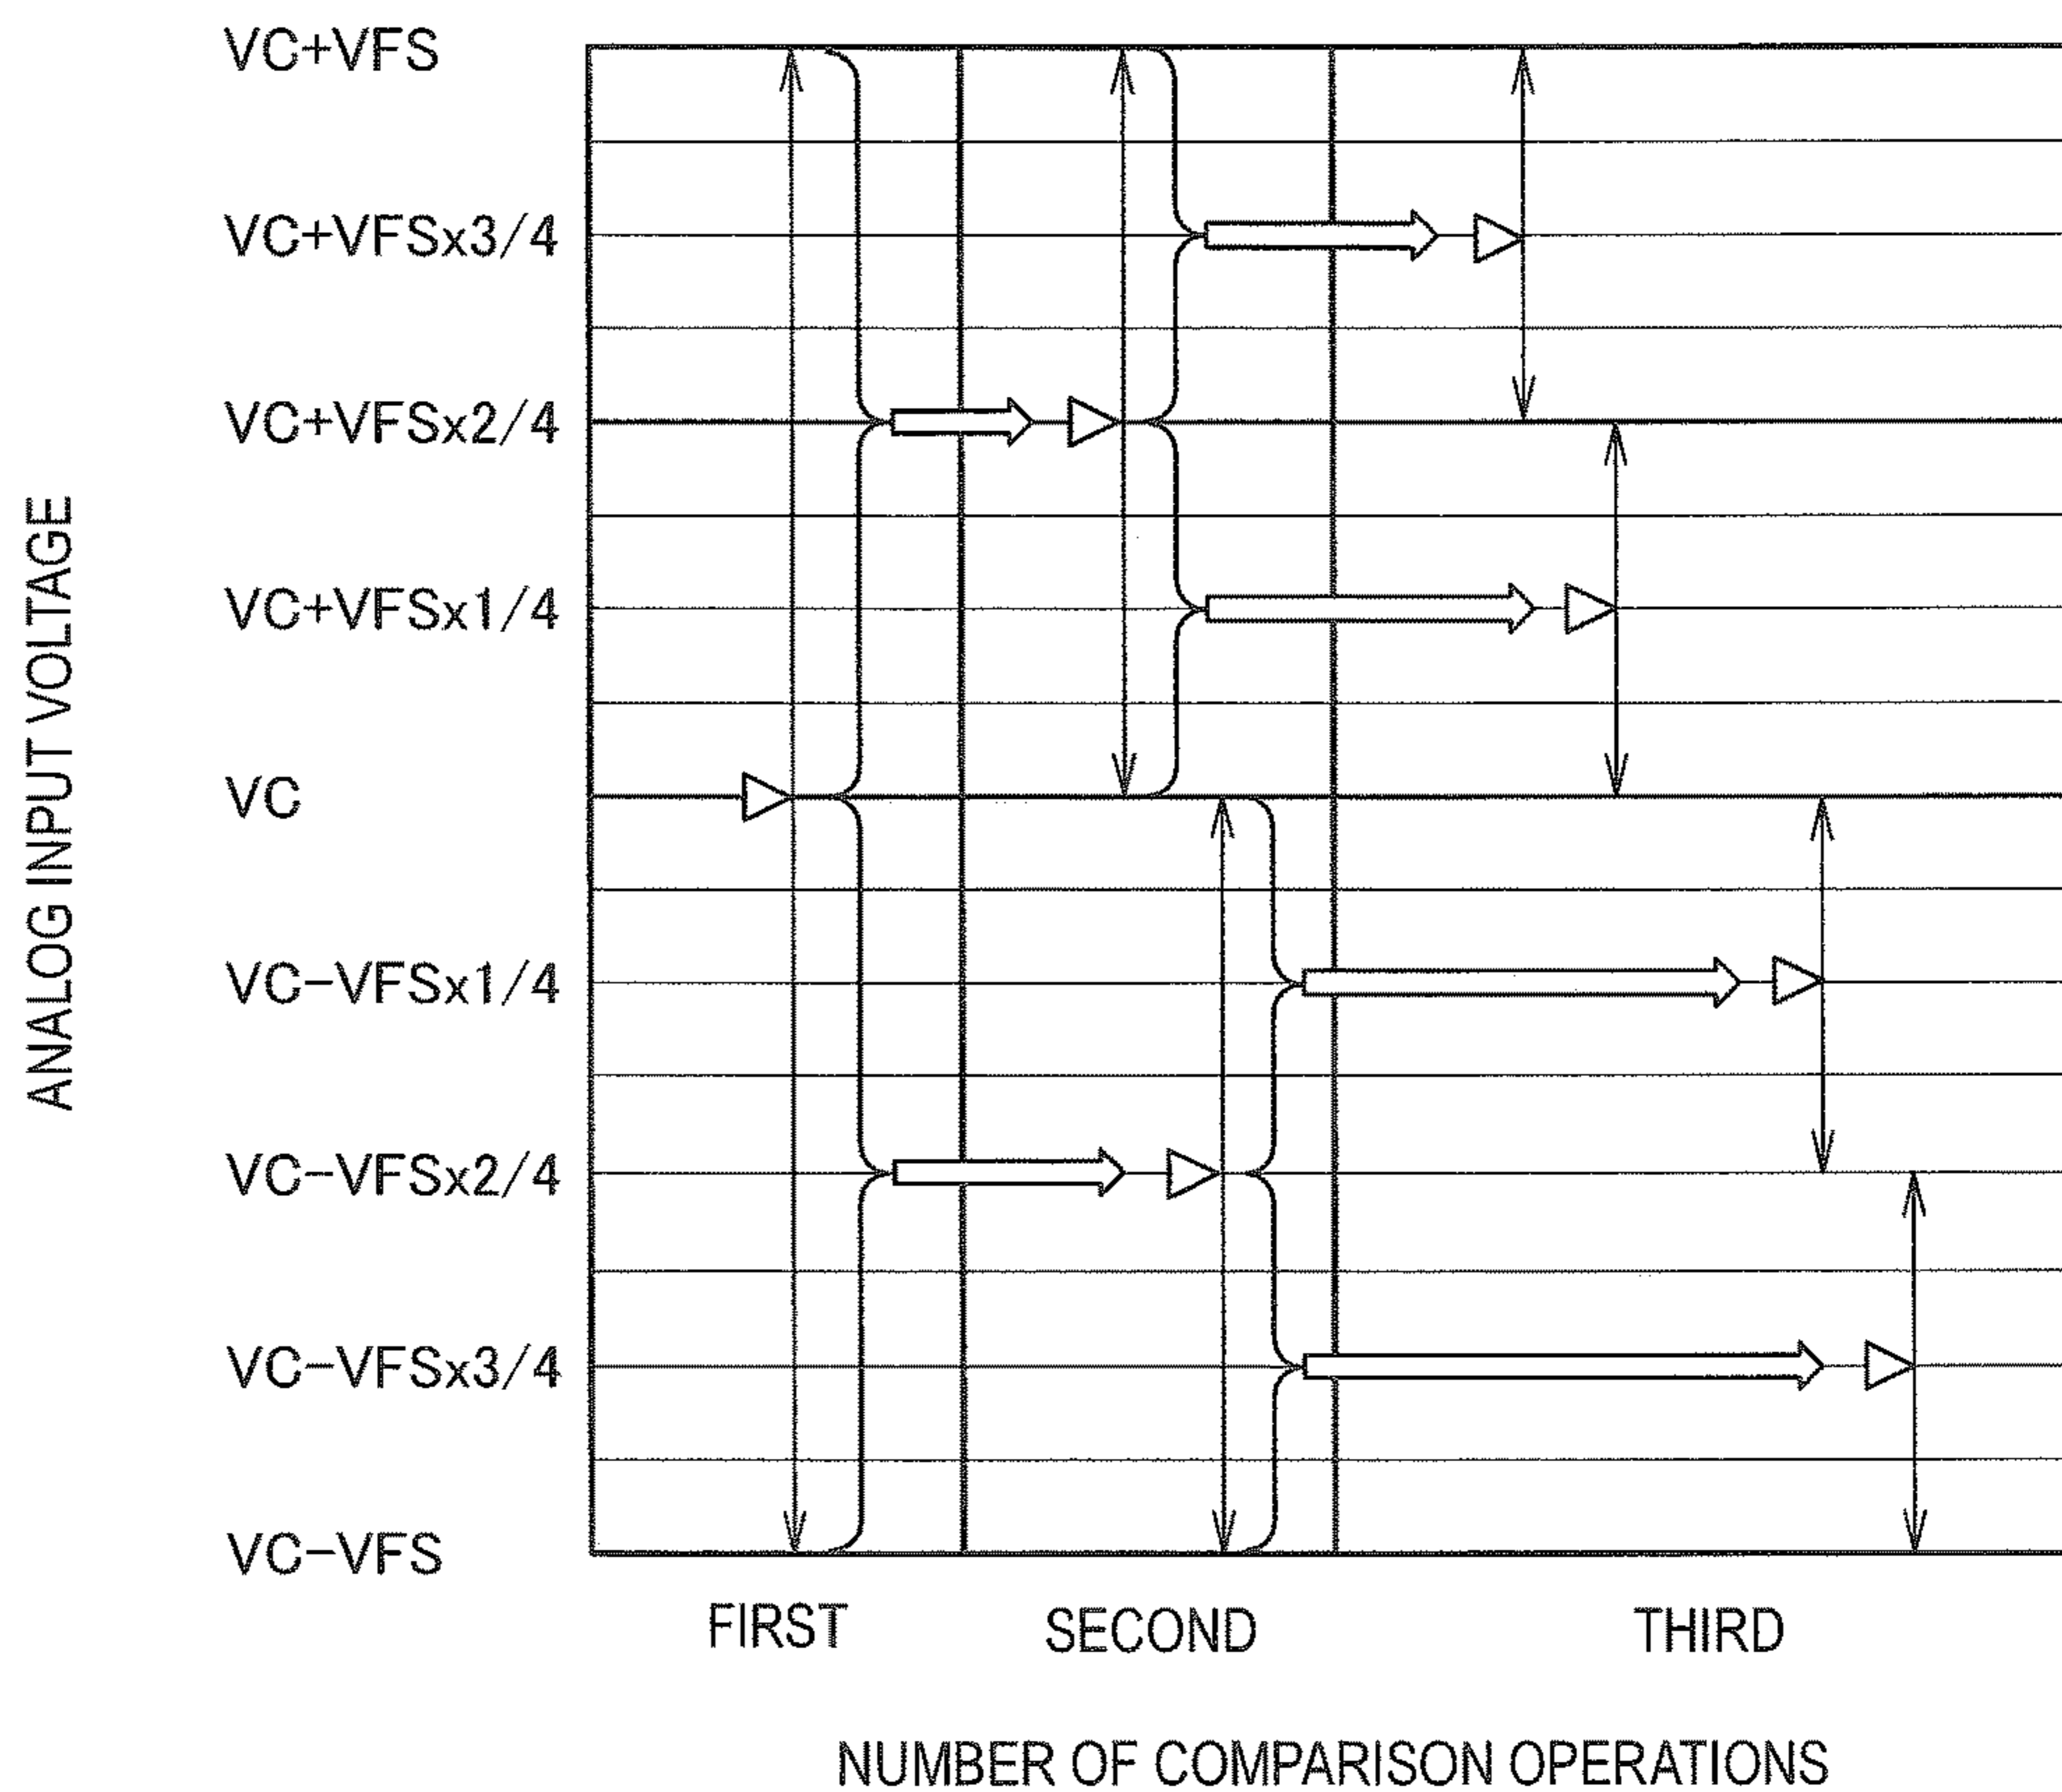 VC+VFS
VC+VFSx3/4
VC+VFSx2/4
VC+VFSx1/4
VC
VC-VFSx1/4
VC-VFSx2/4
VC-VFSx3/4
VC-VFS
ANALOG INPUT VOLTAGE
FIRST
SECOND
THIRD
NUMBER OF COMPARISON OPERATIONS